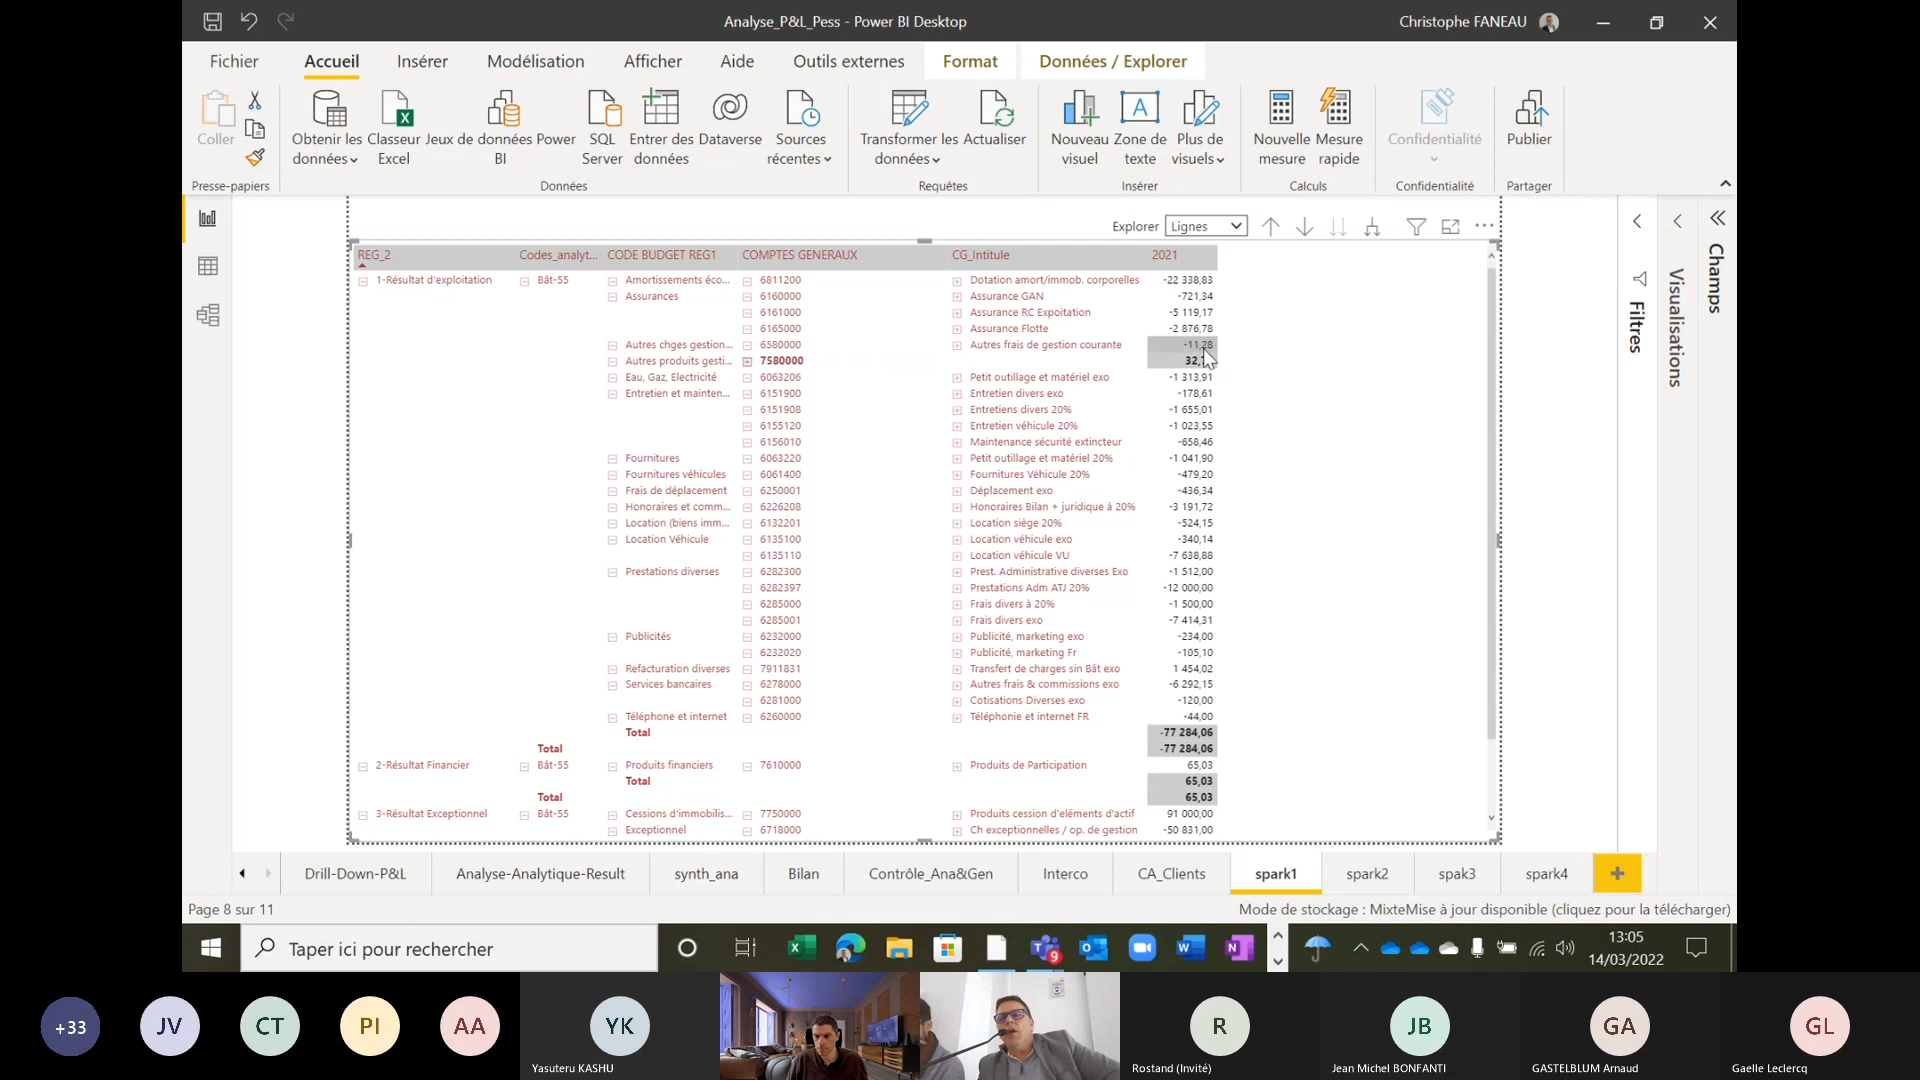 Analyse_P&L_Pess - Power BI Desktop
Christophe FANEAU
Fichier Accueil Insérer Modélisation Afficher Aide Outils externes Format Données / Explorer
Coller
Obtenir les données
Classeur Excel
Jeux de données Power BI
SQL Server
Entrer des données
Dataverse
Sources récentes
Transformer les données
Actualiser
Nouveau visuel
Zone de texte
Plus de visuels
Nouvelle mesure
Mesure rapide
Confidentialité
Publier
Presse-papiers Données Requêtes Insérer Calculs Confidentialité Partager
Explorer Lignes
REG_2 Codes_analyt... CODE BUDGET REG1 COMPTES GENERAUX CG_Intitule 2021
1-Résultat d'exploitation Bât-55 Amortissements éco... 6811200 Dotation amort/immob. corporelles -22 338,83
Assurances 6160000 Assurance GAN -721,34
6161000 Assurance RC Expoitation -5 119,17
6165000 Assurance Flotte -2 876,78
Autres chges gestion... 6580000 Autres frais de gestion courante -11,28
Autres produits gesti... 7580000
Eau, Gaz, Electricité 6063206 Petit outillage et matériel exo -1 313,91
Entretien et mainten... 6151900 Entretien divers exo -178,61
6151908 Entretiens divers 20% -1 655,01
6155120 Entretien véhicule 20% -1 023,55
6156010 Maintenance sécurité extincteur -658,46
Fournitures 6063220 Petit outillage et matériel 20% -1 041,90
Fournitures véhicules 6061400 Fournitures Véhicule 20% -479,20
Frais de déplacement 6250001 Déplacement exo -436,34
Honoraires et comm... 6226208 Honoraires Bilan + juridique à 20% -3 191,72
Location (biens imm... 6132201 Location siège 20% -524,15
Location Véhicule 6135100 Location véhicule exo -340,14
6135110 Location véhicule VU -7 638,88
Prestations diverses 6282300 Prest. Administrative diverses Exo -1 512,00
6282397 Prestations Adm ATJ 20% -12 000,00
6285000 Frais divers à 20% -1 500,00
6285001 Frais divers exo -7 414,31
Publicités 6232000 Publicité, marketing exo -234,00
6232020 Publicité, marketing Fr -105,10
Refacturation diverses 7911831 Transfert de charges sin Bât exo 1 454,02
Services bancaires 6278000 Autres frais & commissions exo -6 292,15
6281000 Cotisations Diverses exo -120,00
Téléphone et internet 6260000 Téléphonie et internet FR -44,00
Total -77 284,06
Total -77 284,06
2-Résultat Financier Bât-55 Produits financiers 7610000 Produits de Participation 65,03
Total 65,03
Total 65,03
3-Résultat Exceptionnel Bât-55 Cessions d'immobilis... 7750000 Produits cession d'eléments d'actif 91 000,00
Exceptionnel 6718000 Ch exceptionnelles / op. de gestion -50 831,00
Filtres
Visualisations
Champs
Drill-Down-P&L Analyse-Analytique-Result synth_ana Bilan Contrôle_Ana&Gen Interco CA_Clients spark1 spark2 spak3 spark4
Page 8 sur 11
Mode de stockage : MixteMise à jour disponible (cliquez pour la télécharger)
Taper ici pour rechercher
9
13:05
14/03/2022
+33 JV CT PI AA YK R JB GA GL
Yasuteru KASHU Rostand (Invité) Jean Michel BONFANTI GASTELBLUM Arnaud Gaelle Leclercq